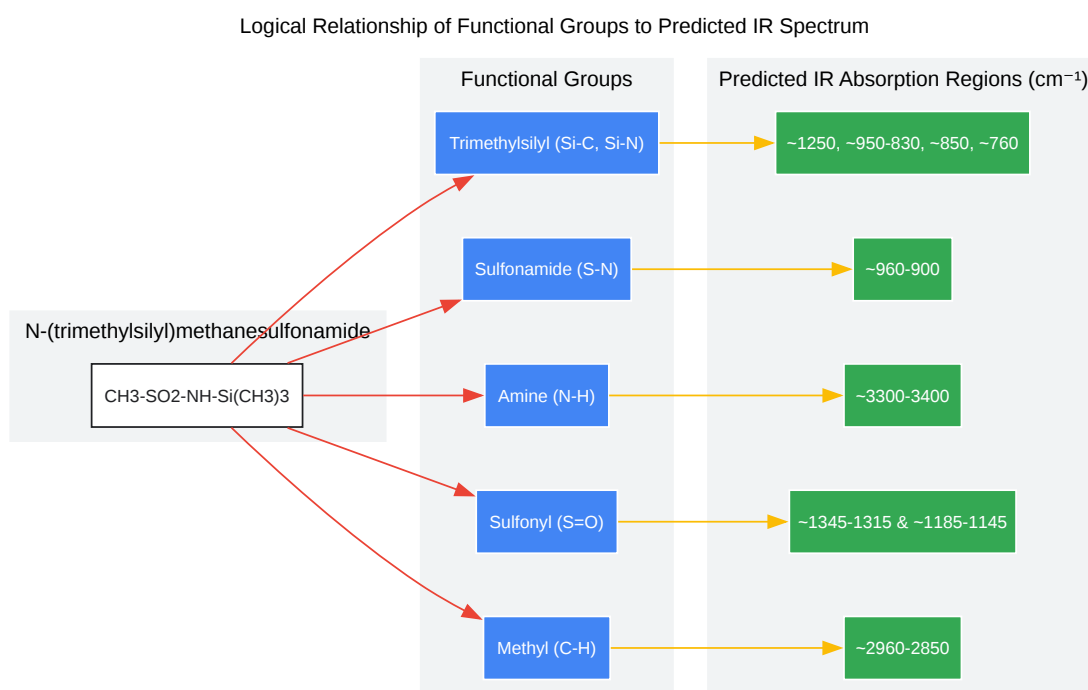 Logical Relationship of Functional Groups to Predicted IR Spectrum
Functional Groups
Predicted IR Absorption Regions (cm⁻¹)
Trimethylsilyl (Si-C, Si-N)
~1250, ~950-830, ~850, ~760
Sulfonamide (S-N)
~960-900
N-(trimethylsilyl)methanesulfonamide
CH3-SO2-NH-Si(CH3)3
Amine (N-H)
~3300-3400
Sulfonyl (S=O)
~1345-1315 & ~1185-1145
Methyl (C-H)
~2960-2850